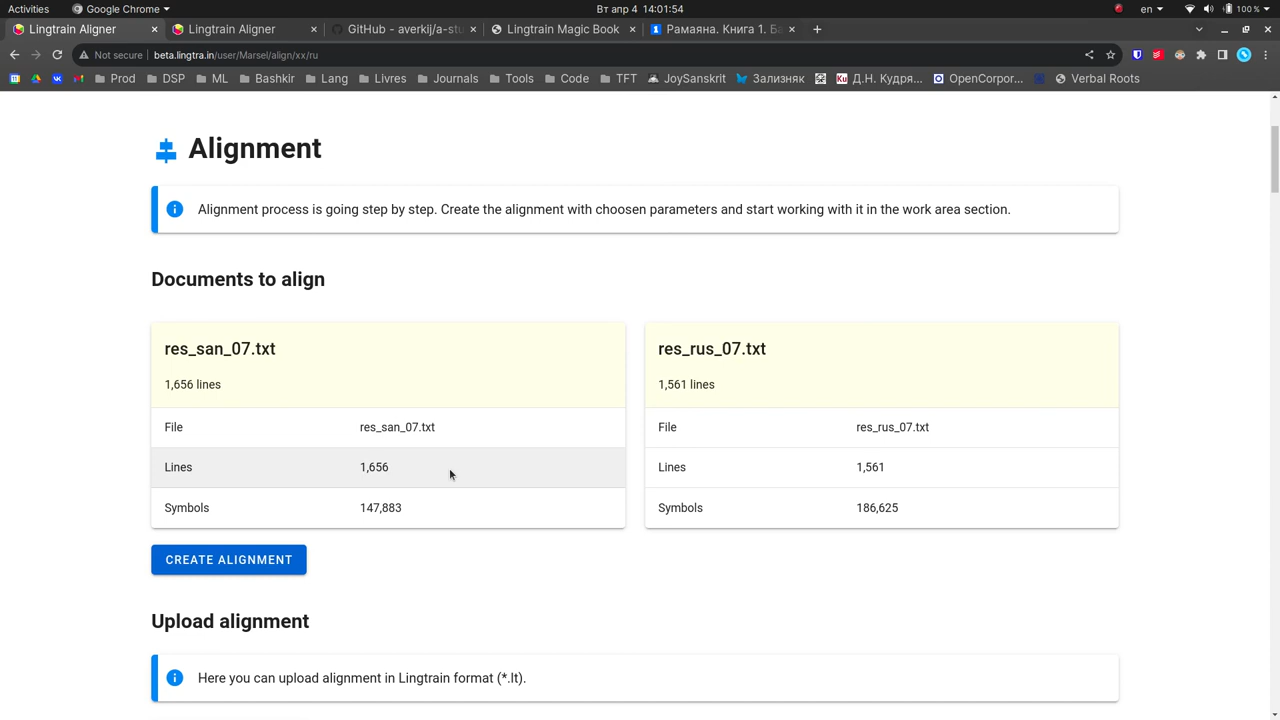 Activities Google Chrome Вт апр 4 14:01:54 en 100 %
Lingtrain Aligner Lingtrain Aligner GitHub - averkij/a-stu Lingtrain Magic Book Рамаяна. Книга 1. Ба
Not secure beta.lingtra.in/user/Marsel/align/xx/ru
Prod DSP ML Bashkir Lang Livres Journals Tools Code TFT JoySanskrit Зализняк Д.Н. Кудря... OpenCorpor... Verbal Roots
Alignment
Alignment process is going step by step. Create the alignment with choosen parameters and start working with it in the work area section.
Documents to align
res_san_07.txt
1,656 lines
File res_san_07.txt
Lines 1,656
Symbols 147,883
res_rus_07.txt
1,561 lines
File res_rus_07.txt
Lines 1,561
Symbols 186,625
CREATE ALIGNMENT
Upload alignment
Here you can upload alignment in Lingtrain format (*.lt).